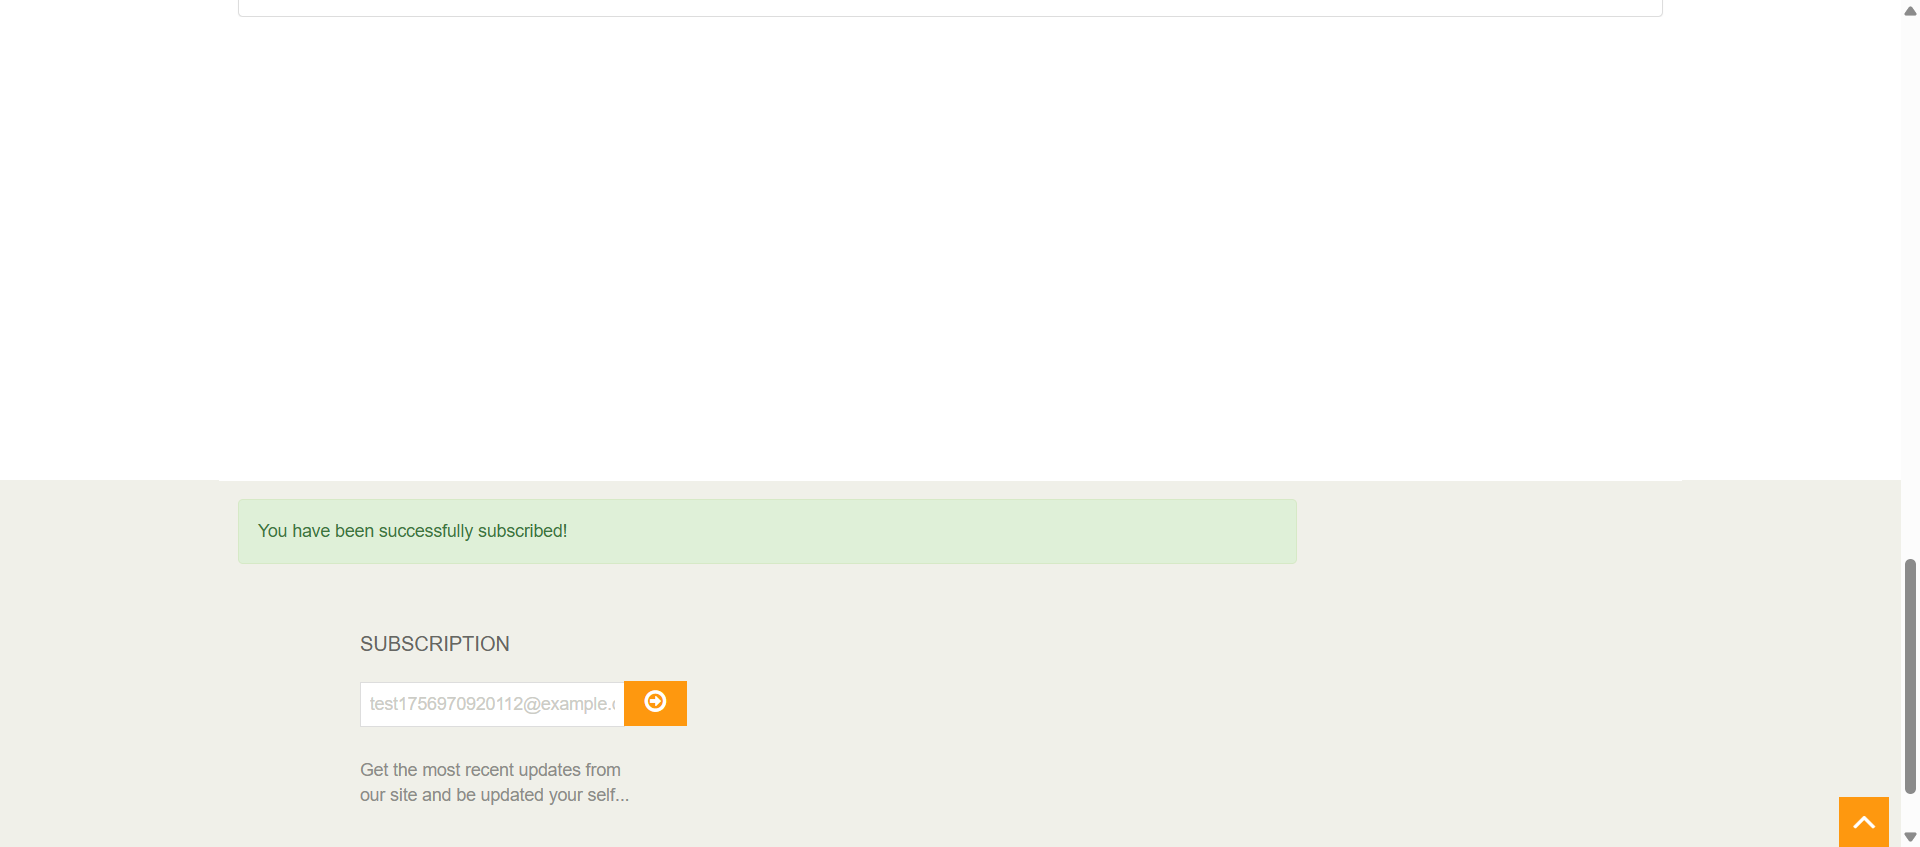 You have been successfully subscribed!
SUBSCRIPTION
test1756970920112@example.
Get the most recent updates from
our site and be updated your self...